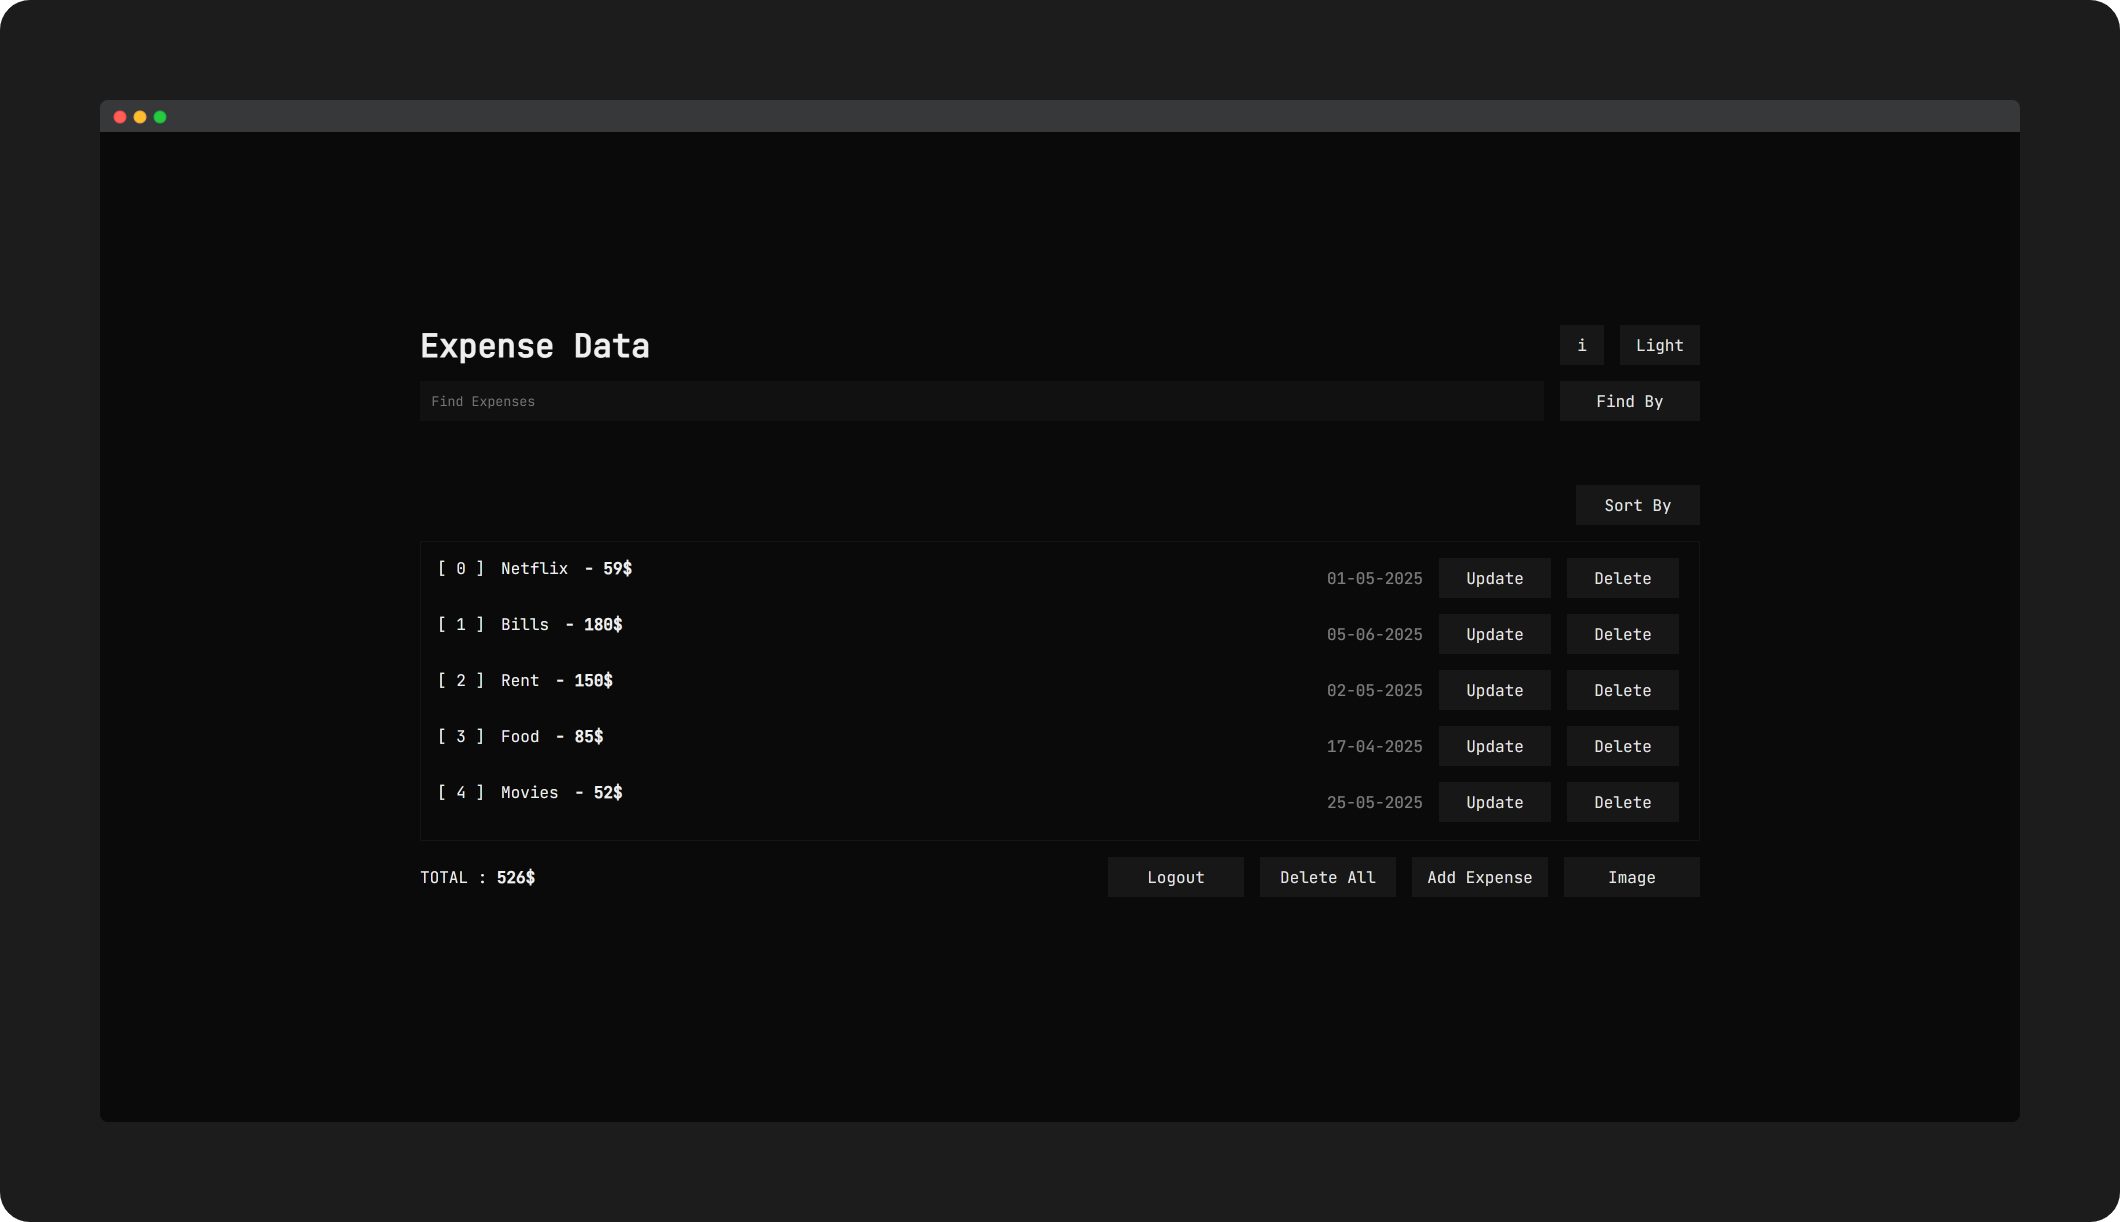 Expense Data i Light
Find Expenses Find By
Sort By
[ 0 ] Netflix - 59$ 01-05-2025 Update Delete
[ 1 ] Bills - 180$ 05-06-2025 Update Delete
[ 2 ] Rent - 150$ 02-05-2025 Update Delete
[ 3 ] Food - 85$ 17-04-2025 Update Delete
[ 4 ] Movies - 52$ 25-05-2025 Update Delete
TOTAL : 526$ Logout Delete All Add Expense Image